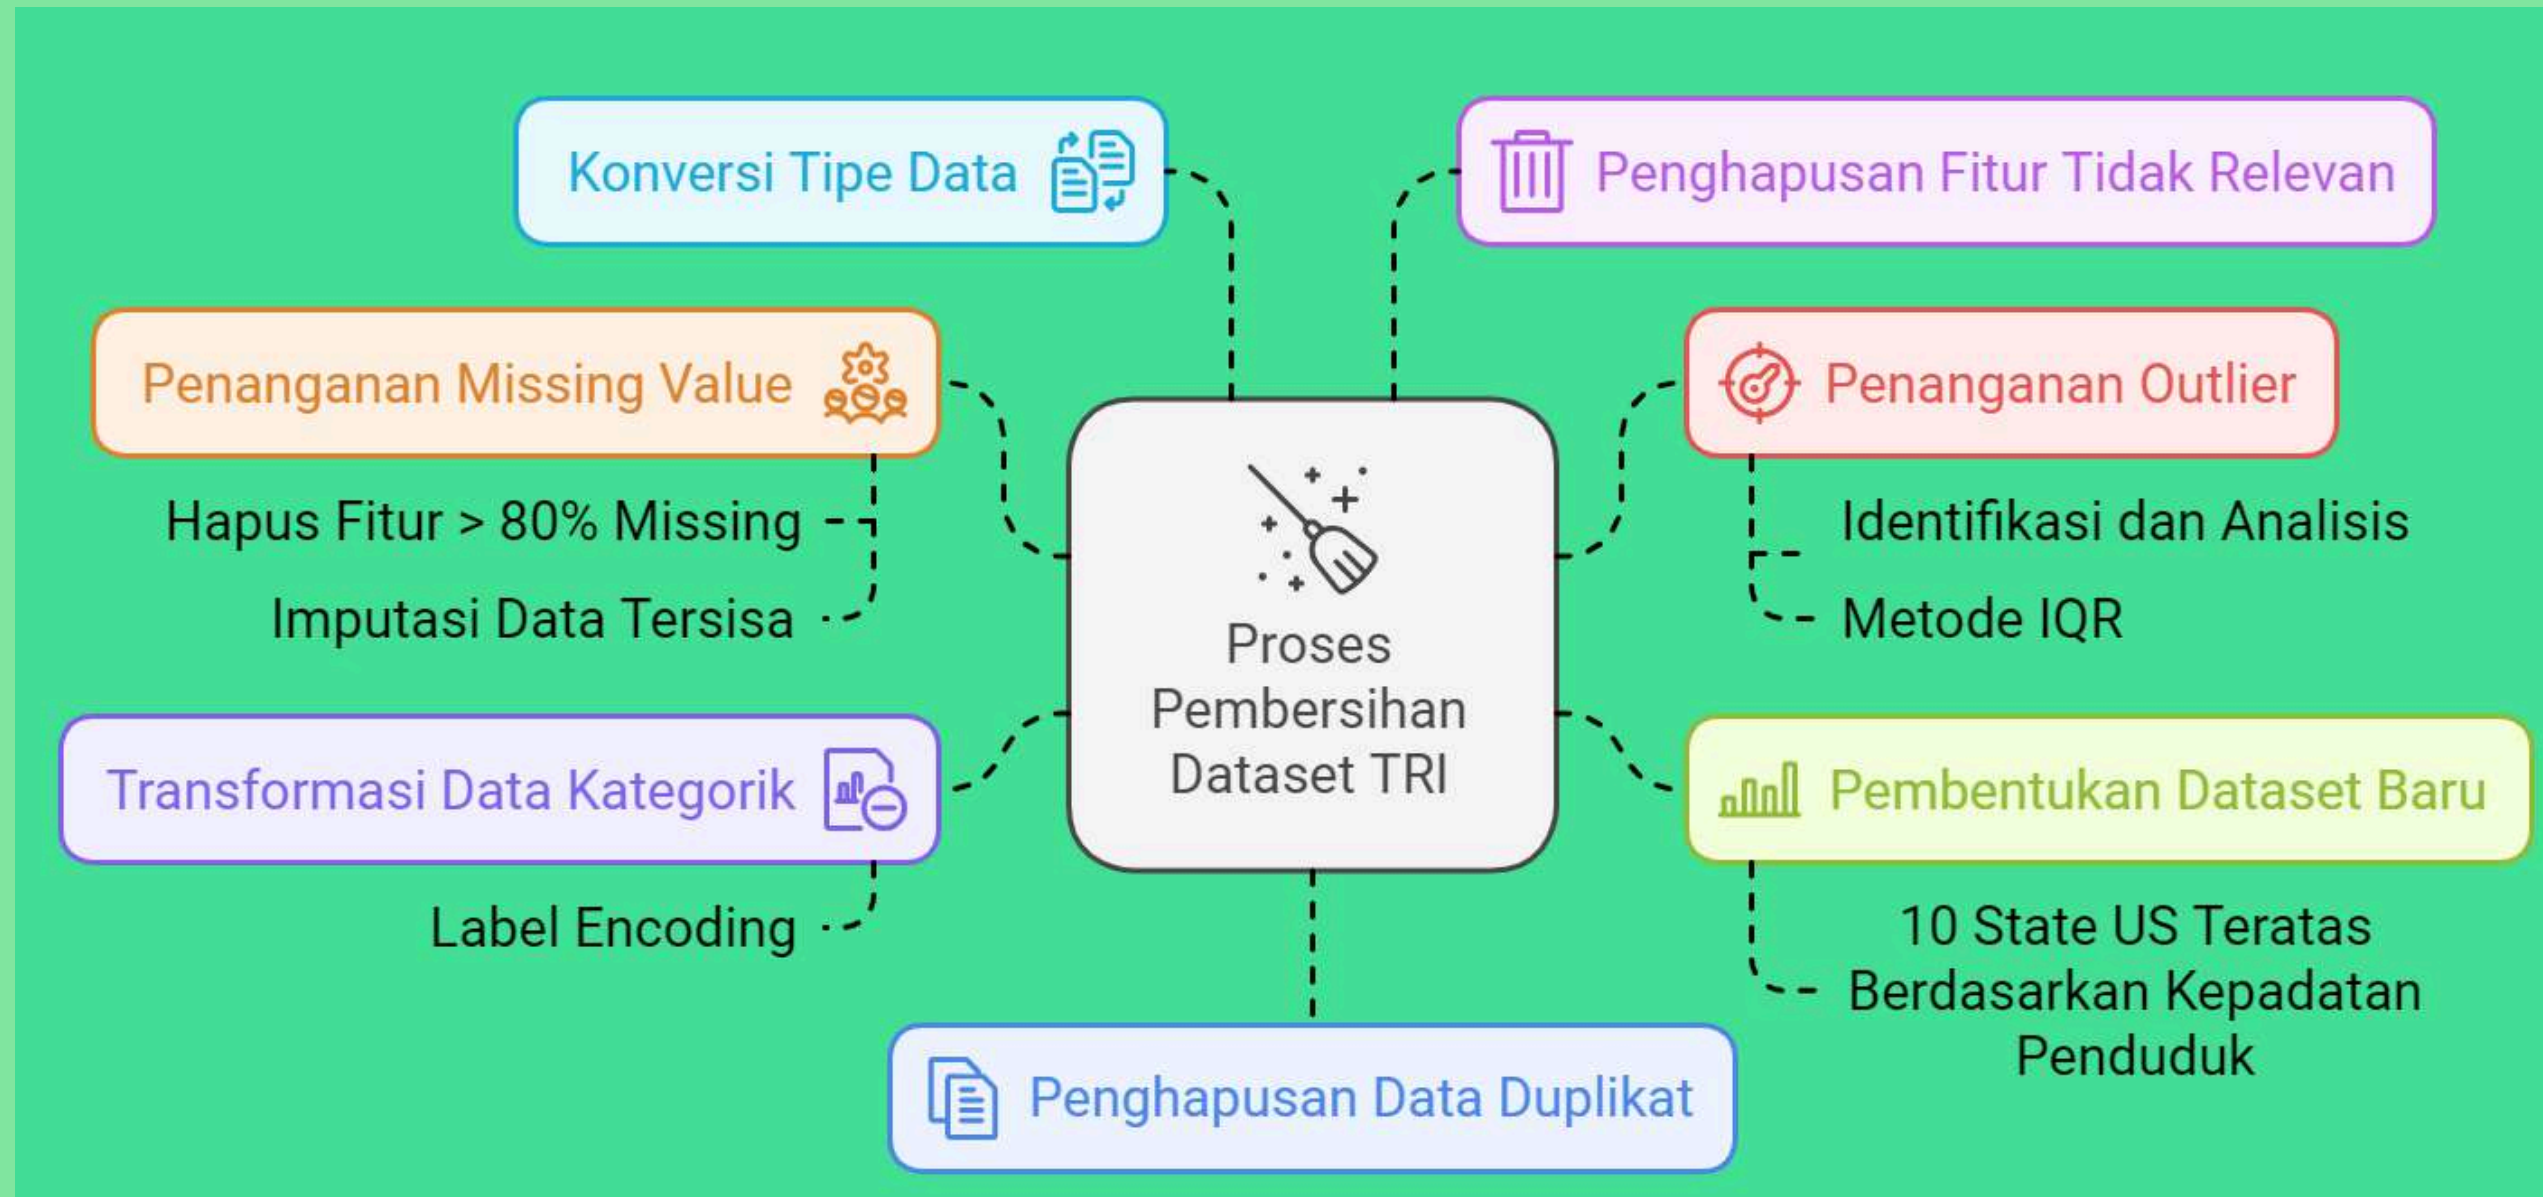 Konversi Tipe Data
Penghapusan Fitur Tidak Relevan
Penanganan Missing Value
Hapus Fitur > 80% Missing
Imputasi Data Tersisa
Penanganan Outlier
Identifikasi dan Analisis
Metode IQR
Proses
Pembersihan
Dataset TRI
Transformasi Data Kategorik
Label Encoding
Pembentukan Dataset Baru
10 State US Teratas
Berdasarkan Kepadatan
Penduduk
Penghapusan Data Duplikat